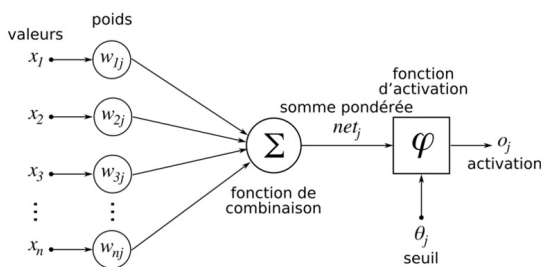 poids
valeurs
x1
w1j
x2
w2j
x3
w3j
xn
wnj
Σ
fonction de
combinaison
somme pondérée
netj
fonction
d'activation
φ
oj
activation
θj
seuil